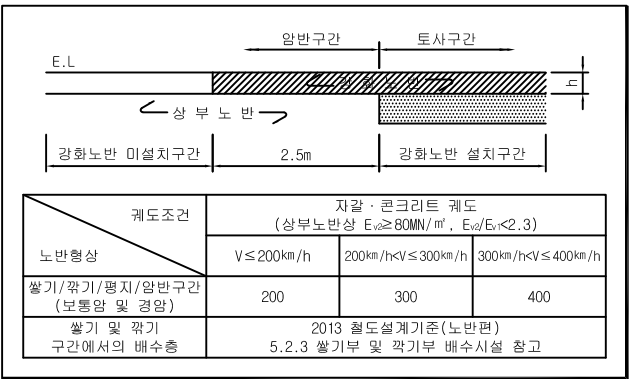 암반구간 토사구간
E.L
강화노반 h
상 부 노 반
강화노반 미설치구간 2.5m 강화노반 설치구간
궤도조건
노반형상
자갈·콘크리트 궤도
(상부노반상 Ev2≥80MN/㎡, Ev2/Ev1<2.3)
V≤200km/h 200km/h<V≤300km/h 300km/h<V≤400km/h
쌓기/깎기/평지/암반구간
(보통암 및 경암)
200 300 400
쌓기 및 깎기
구간에서의 배수층
2013 철도설계기준(노반편)
5.2.3 쌓기부 및 깍기부 배수시설 참고